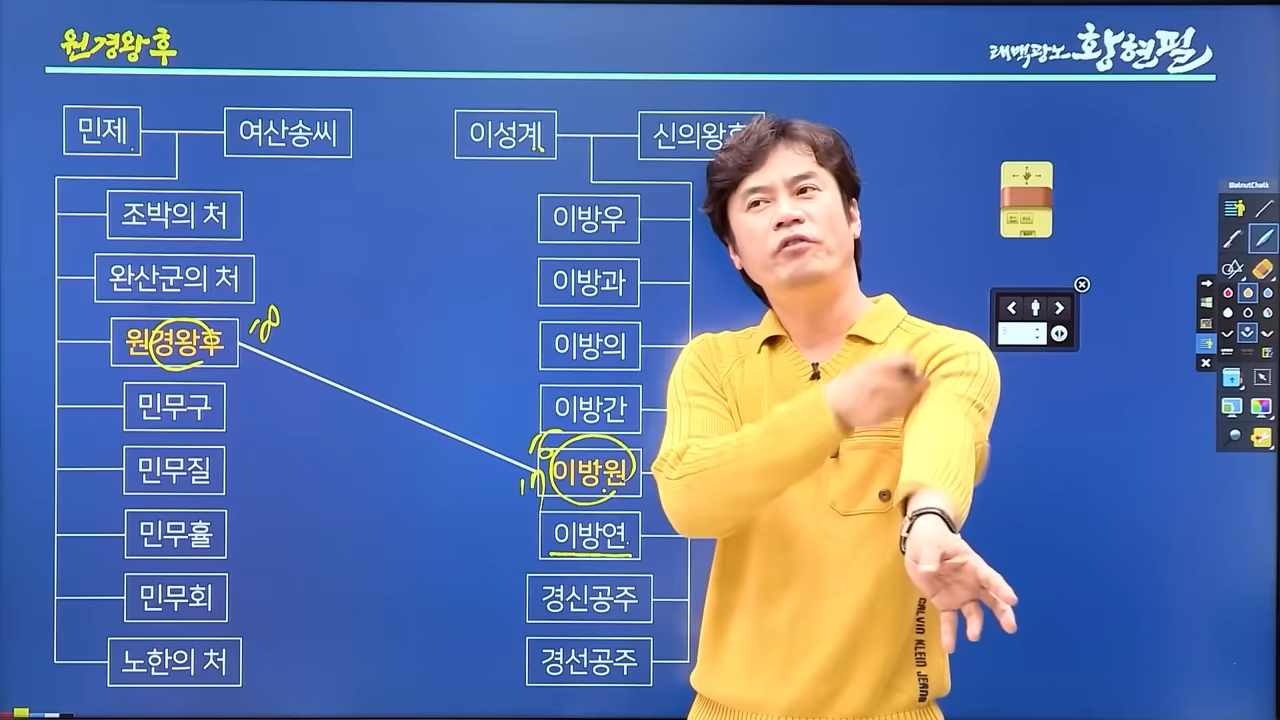 원경왕후
태백광노 황현필
민제 여산송씨
이성계 신의왕후
조박의 처
완산군의 처
원경왕후 18
민무구
민무질
민무휼
민무회
노한의 처
이방우
이방과
이방의
이방간
16
17 이방원
이방연
경신공주
경선공주
CALVIN KLEIN JEANS
WalnutChalk